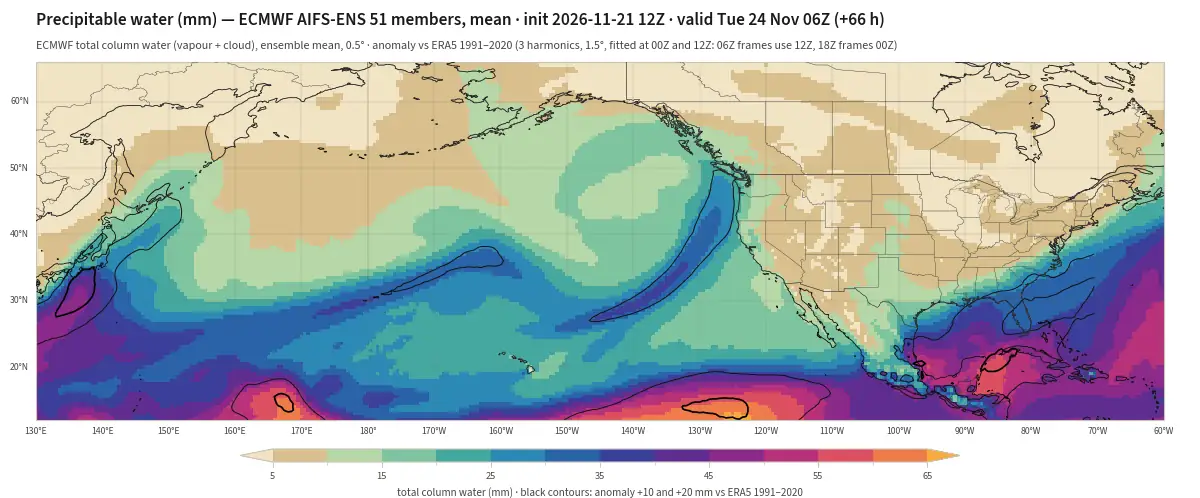 Precipitable water (mm) — ECMWF AIFS-ENS 51 members, mean · init 2026-11-21 12Z · valid Tue 24 Nov 06Z (+66 h)
ECMWF total column water (vapour + cloud), ensemble mean, 0.5° · anomaly vs ERA5 1991–2020 (3 harmonics, 1.5°, fitted at 00Z and 12Z: 06Z frames use 12Z, 18Z frames 00Z)
60°N
50°N
40°N
30°N
20°N
130°E 140°E 150°E 160°E 170°E 180° 170°W 160°W 150°W 140°W 130°W 120°W 110°W 100°W 90°W 80°W 70°W 60°W
5 15 25 35 45 55 65
total column water (mm) · black contours: anomaly +10 and +20 mm vs ERA5 1991–2020